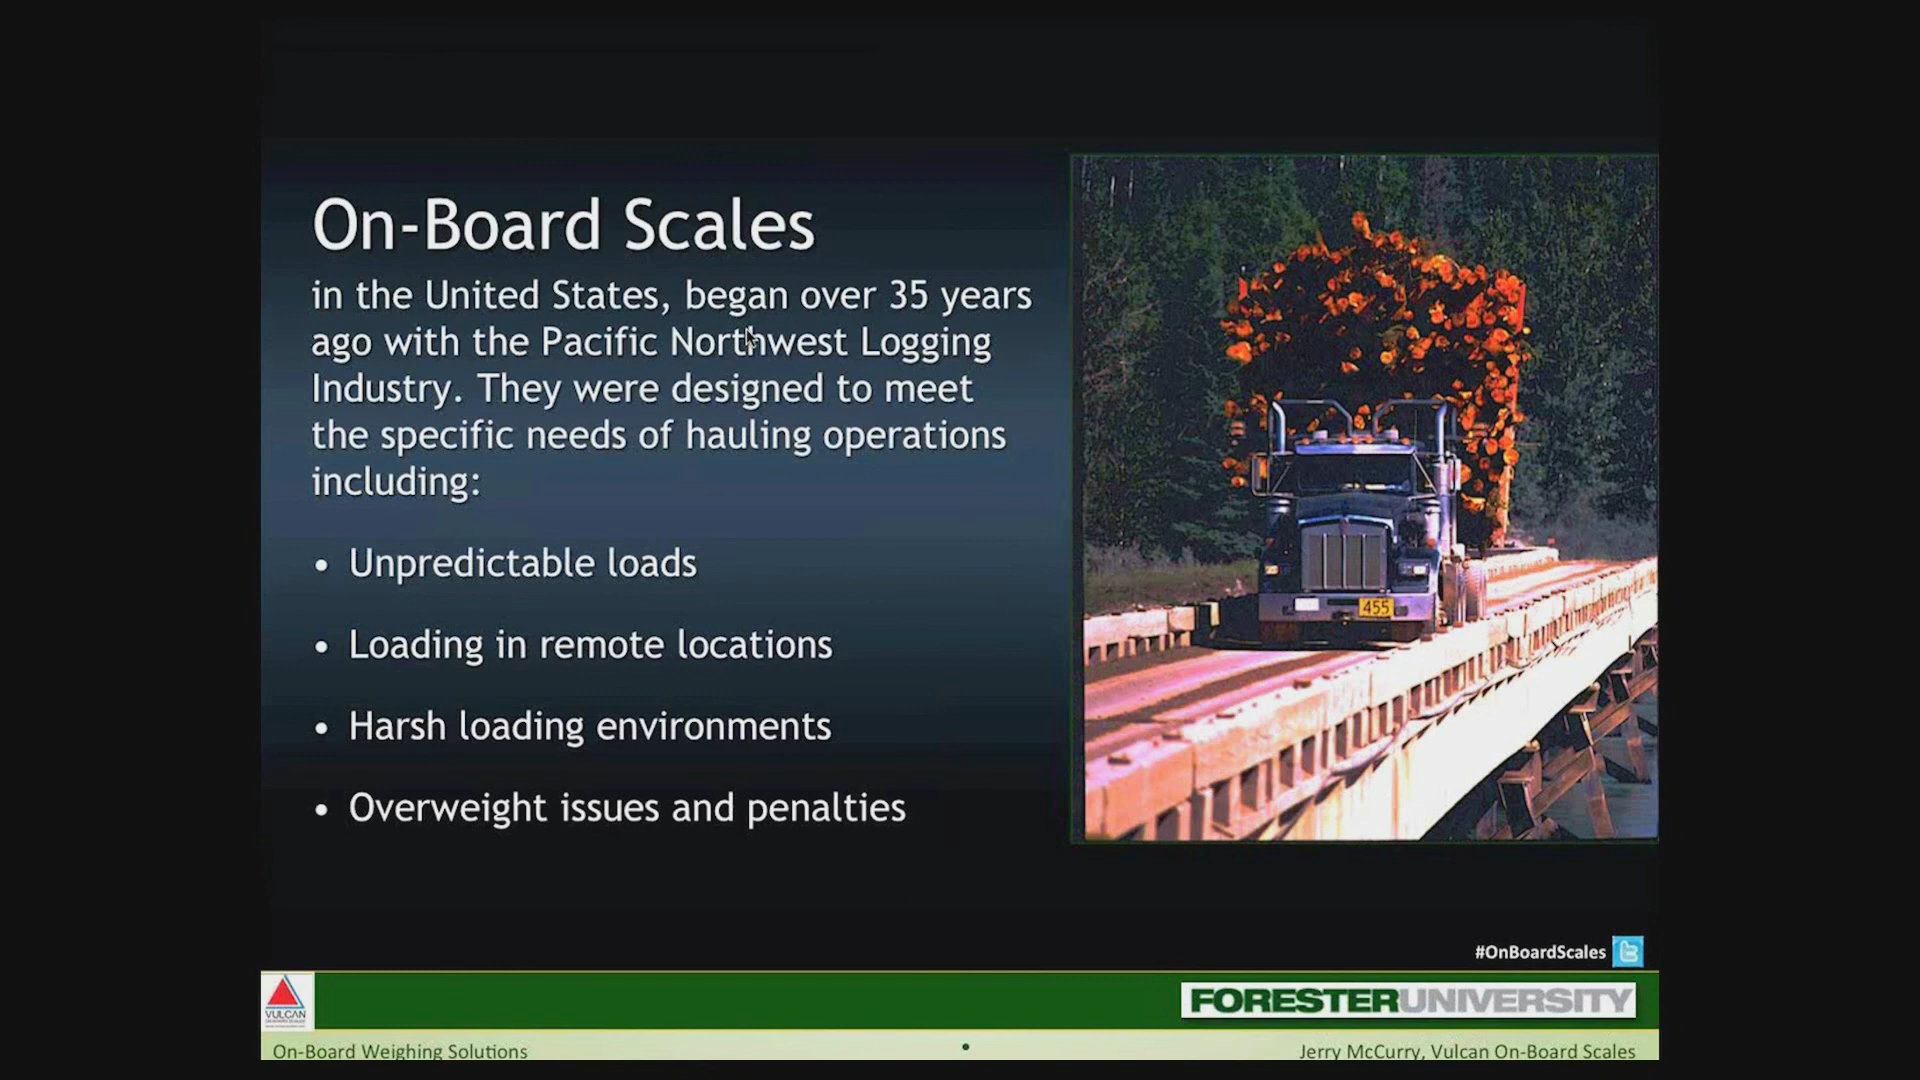 On-Board Scales
in the United States, began over 35 years
ago with the Pacific Northwest Logging
Industry. They were designed to meet
the specific needs of hauling operations
including:
• Unpredictable loads
• Loading in remote locations
• Harsh loading environments
• Overweight issues and penalties
455
#OnBoardScales
VULCAN
FORESTERUNIVERSITY
On-Board Weighing Solutions
Jerry McCurry, Vulcan On-Board Scales